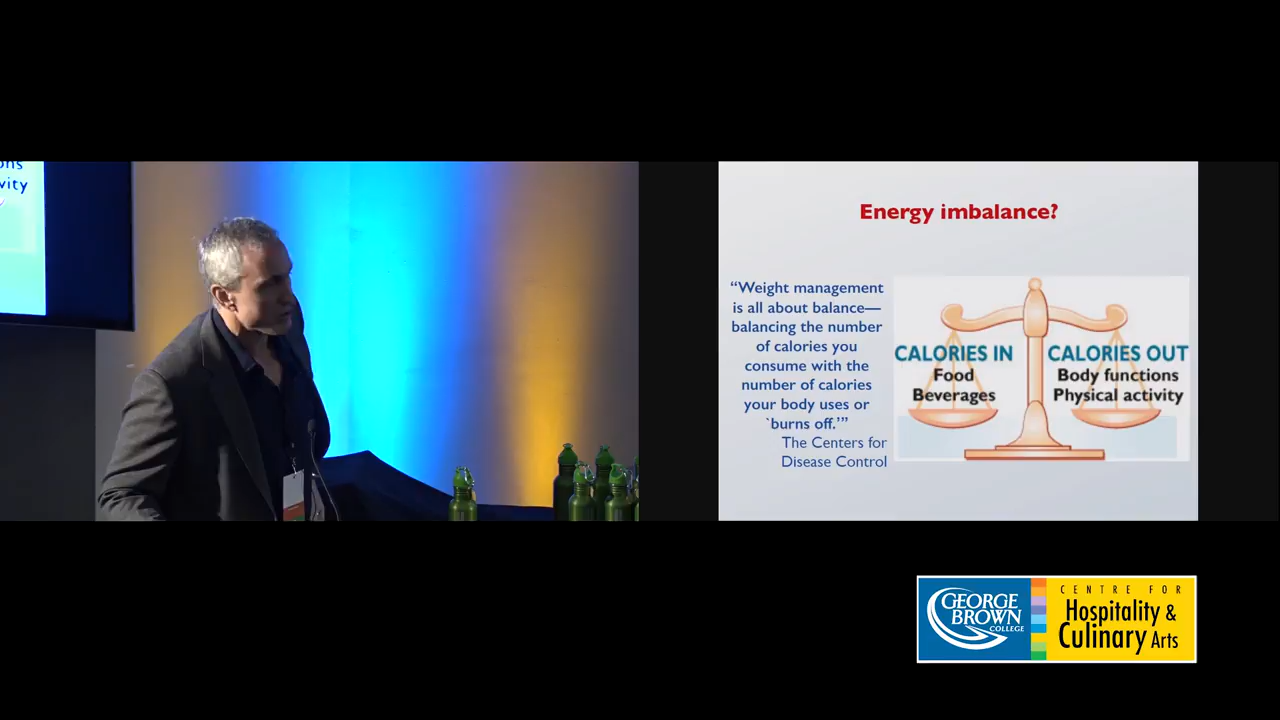 ons
vity
Energy imbalance?
“Weight management
is all about balance—
balancing the number
of calories you
consume with the
number of calories
your body uses or
`burns off.’”
The Centers for
Disease Control
CALORIES IN
Food
Beverages
CALORIES OUT
Body functions
Physical activity
GEORGE
BROWN
COLLEGE
CENTRE FOR
Hospitality &
Culinary Arts